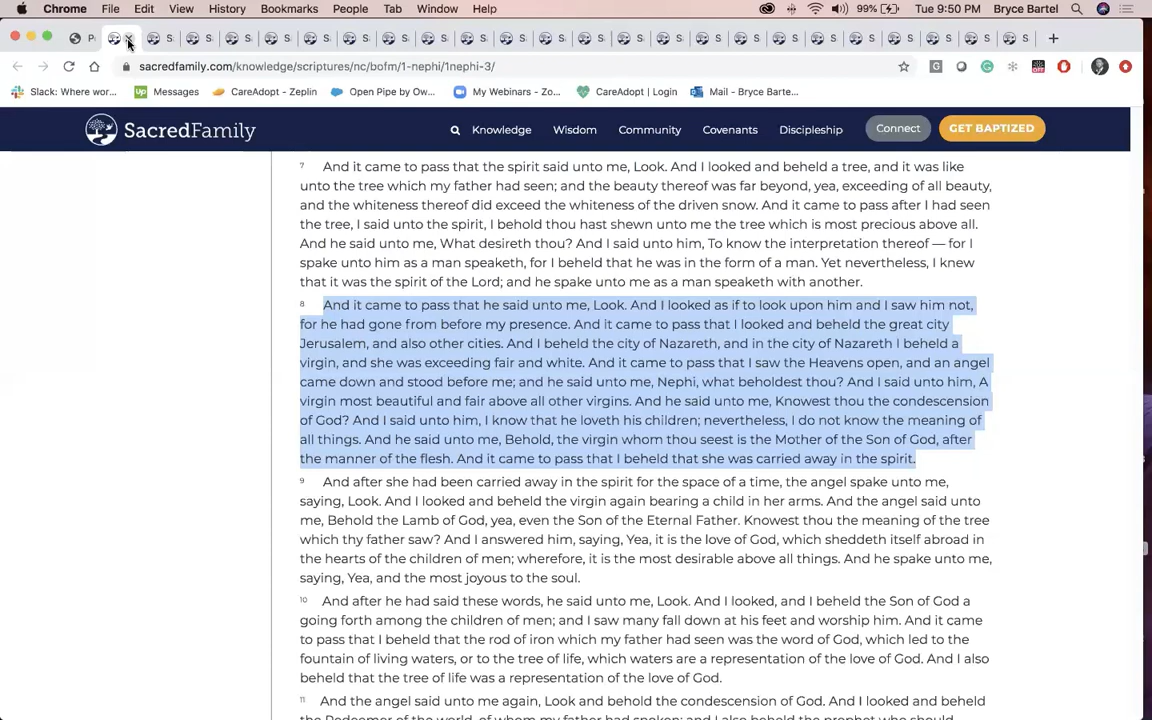 Chrome File Edit View History Bookmarks People Tab Window Help 99% Tue 9:50 PM Bryce Bartel
P S S S S S S S S S S S S S S S S S S S S S S S
sacredfamily.com/knowledge/scriptures/nc/bofm/1-nephi/1nephi-3/
Slack: Where wor... Up Messages CareAdopt - Zeplin Open Pipe by Ow... My Webinars - Zo... CareAdopt | Login Mail - Bryce Barte...
SacredFamily Knowledge Wisdom Community Covenants Discipleship Connect GET BAPTIZED
7 And it came to pass that the spirit said unto me, Look. And I looked and beheld a tree, and it was like
unto the tree which my father had seen; and the beauty thereof was far beyond, yea, exceeding of all beauty,
and the whiteness thereof did exceed the whiteness of the driven snow. And it came to pass after I had seen
the tree, I said unto the spirit, I behold thou hast shewn unto me the tree which is most precious above all.
And he said unto me, What desireth thou? And I said unto him, To know the interpretation thereof — for I
spake unto him as a man speaketh, for I beheld that he was in the form of a man. Yet nevertheless, I knew
that it was the spirit of the Lord; and he spake unto me as a man speaketh with another.
8 And it came to pass that he said unto me, Look. And I looked as if to look upon him and I saw him not,
for he had gone from before my presence. And it came to pass that I looked and beheld the great city
Jerusalem, and also other cities. And I beheld the city of Nazareth, and in the city of Nazareth I beheld a
virgin, and she was exceeding fair and white. And it came to pass that I saw the Heavens open, and an angel
came down and stood before me; and he said unto me, Nephi, what beholdest thou? And I said unto him, A
virgin most beautiful and fair above all other virgins. And he said unto me, Knowest thou the condescension
of God? And I said unto him, I know that he loveth his children; nevertheless, I do not know the meaning of
all things. And he said unto me, Behold, the virgin whom thou seest is the Mother of the Son of God, after
the manner of the flesh. And it came to pass that I beheld that she was carried away in the spirit.
9 And after she had been carried away in the spirit for the space of a time, the angel spake unto me,
saying, Look. And I looked and beheld the virgin again bearing a child in her arms. And the angel said unto
me, Behold the Lamb of God, yea, even the Son of the Eternal Father. Knowest thou the meaning of the tree
which thy father saw? And I answered him, saying, Yea, it is the love of God, which sheddeth itself abroad in
the hearts of the children of men; wherefore, it is the most desirable above all things. And he spake unto me,
saying, Yea, and the most joyous to the soul.
10 And after he had said these words, he said unto me, Look. And I looked, and I beheld the Son of God a
going forth among the children of men; and I saw many fall down at his feet and worship him. And it came
to pass that I beheld that the rod of iron which my father had seen was the word of God, which led to the
fountain of living waters, or to the tree of life, which waters are a representation of the love of God. And I also
beheld that the tree of life was a representation of the love of God.
11 And the angel said unto me again, Look and behold the condescension of God. And I looked and beheld
the Redeemer of the world, of whom my father had spoken; and I also beheld the prophet who should